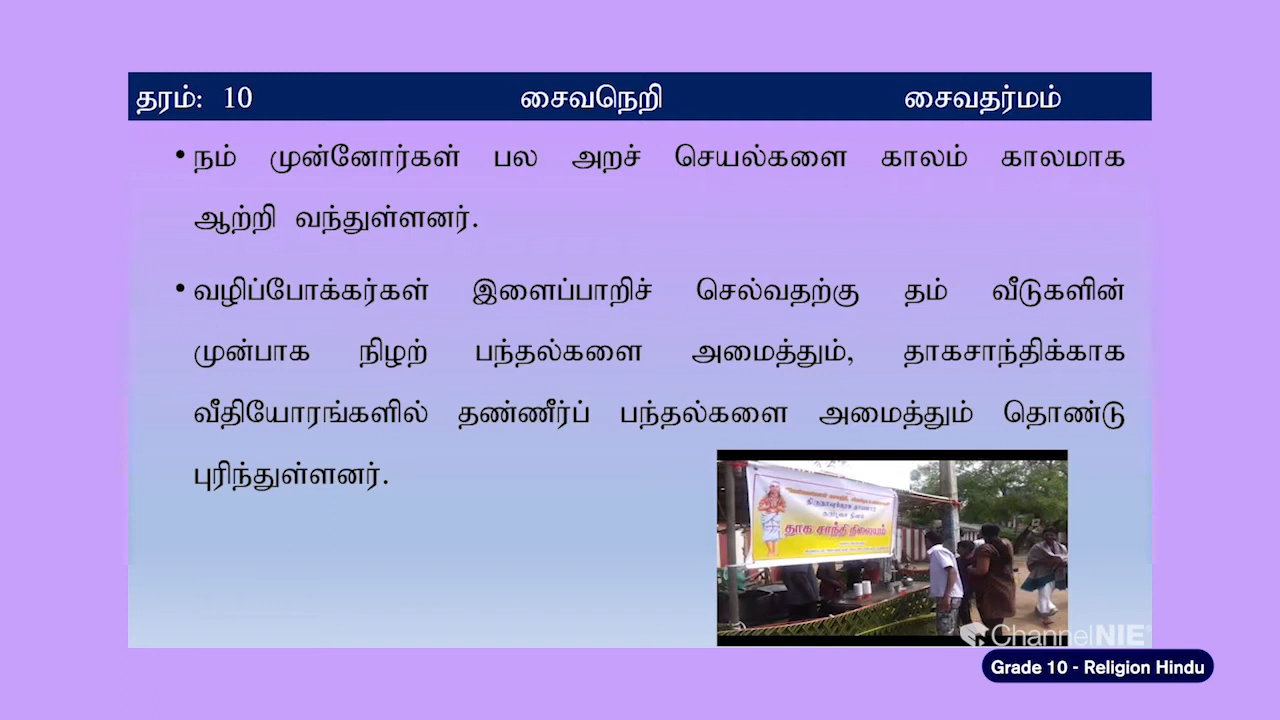 தரம்: 10 சைவநெறி சைவதர்மம்
• நம் முன்னோர்கள் பல அறச் செயல்களை காலம் காலமாக
ஆற்றி வந்துள்ளனர்.
• வழிப்போக்கர்கள் இளைப்பாறிச் செல்வதற்கு தம் வீடுகளின்
முன்பாக நிழற் பந்தல்களை அமைத்தும், தாகசாந்திக்காக
வீதியோரங்களில் தண்ணீர்ப் பந்தல்களை அமைத்தும் தொண்டு
புரிந்துள்ளனர்.
தாக சாந்தி நிலையம்
ChannelNIE
Grade 10 - Religion Hindu